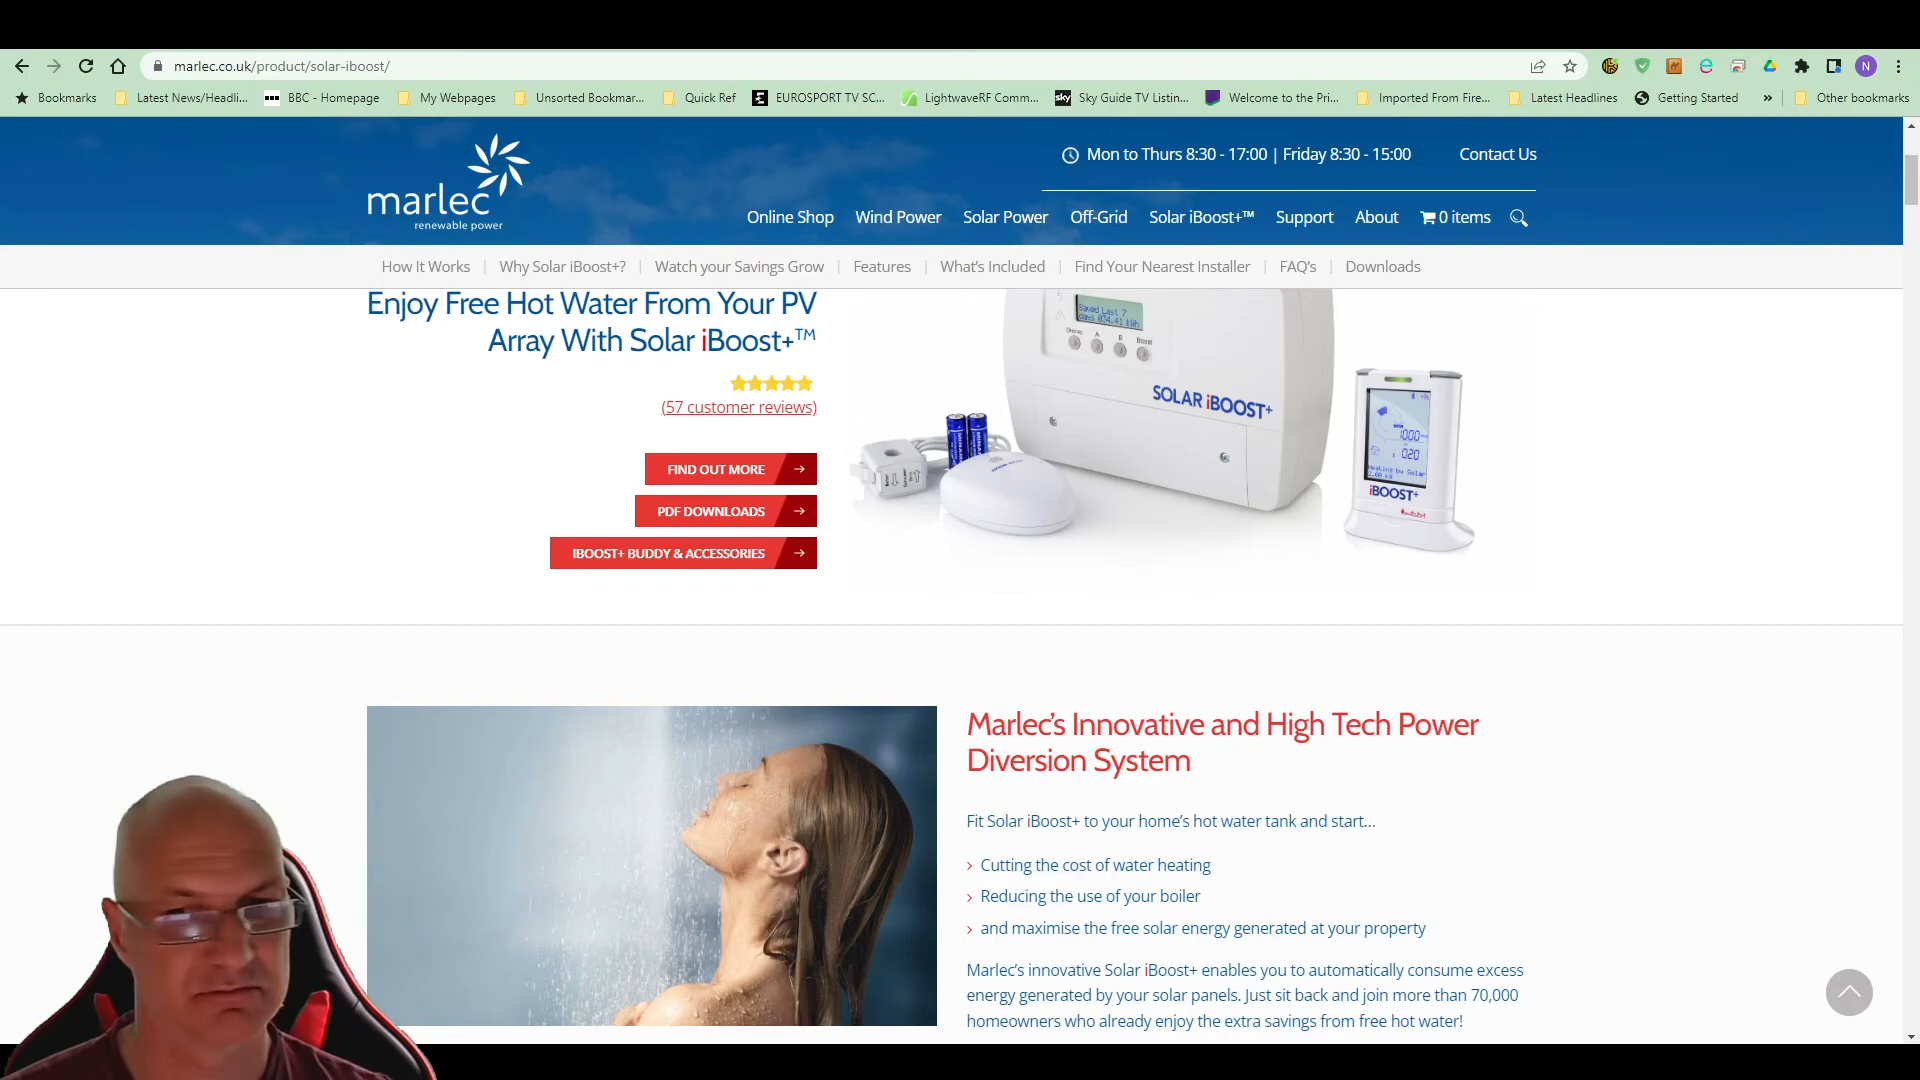 marlec.co.uk/product/solar-iboost/
N
Bookmarks
Latest News/Headli...
BBC - Homepage
My Webpages
Unsorted Bookmar...
Quick Ref
EUROSPORT TV SC...
LightwaveRF Comm...
Sky Guide TV Listin...
Welcome to the Pri...
Imported From Fire...
Latest Headlines
Getting Started
»
Other bookmarks
marlec
renewable power
Mon to Thurs 8:30 - 17:00 | Friday 8:30 - 15:00
Contact Us
Online Shop
Wind Power
Solar Power
Off-Grid
Solar iBoost+™
Support
About
0 items
How It Works
Why Solar iBoost+?
Watch your Savings Grow
Features
What's Included
Find Your Nearest Installer
FAQ's
Downloads
Enjoy Free Hot Water From Your PV
Array With Solar iBoost+™
(57 customer reviews)
FIND OUT MORE
PDF DOWNLOADS
IBOOST+ BUDDY & ACCESSORIES
Saved Last 7
Display A B Boost
SOLAR iBOOST+
Heating by Solar
iBOOST+
Marlec's Innovative and High Tech Power
Diversion System
Fit Solar iBoost+ to your home's hot water tank and start...
Cutting the cost of water heating
Reducing the use of your boiler
and maximise the free solar energy generated at your property
Marlec's innovative Solar iBoost+ enables you to automatically consume excess
energy generated by your solar panels. Just sit back and join more than 70,000
homeowners who already enjoy the extra savings from free hot water!